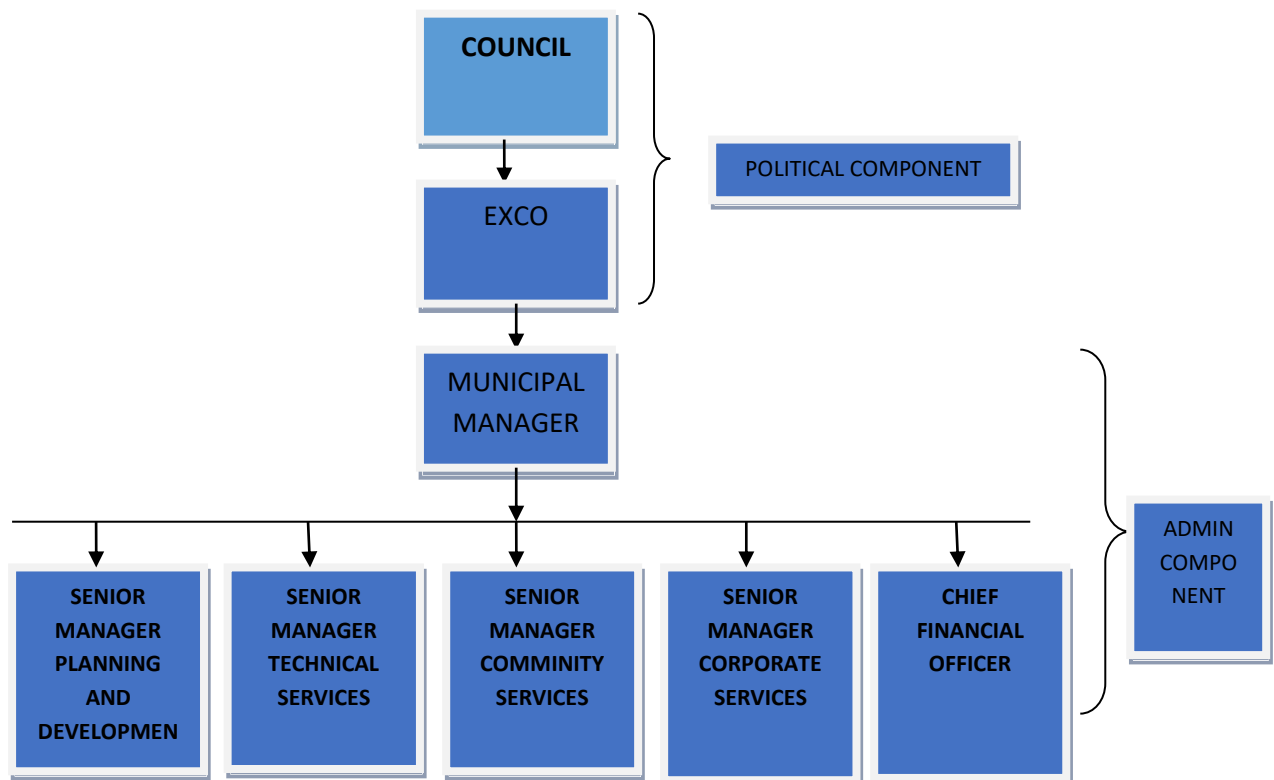 COUNCIL
POLITICAL COMPONENT
EXCO
MUNICIPAL
MANAGER
ADMIN
COMPO
NENT
SENIOR
MANAGER
PLANNING
AND
DEVELOPMEN
SENIOR
MANAGER
TECHNICAL
SERVICES
SENIOR
MANAGER
COMMINITY
SERVICES
SENIOR
MANAGER
CORPORATE
SERVICES
CHIEF
FINANCIAL
OFFICER